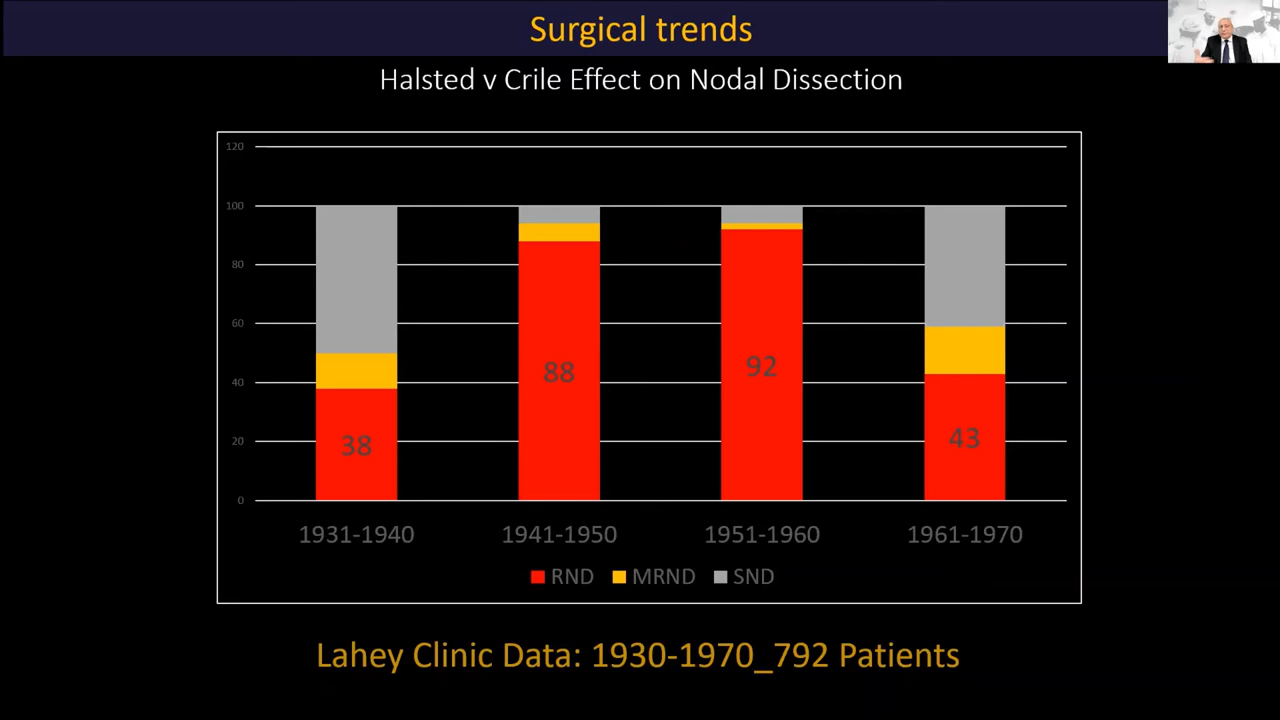 Surgical trends
Halsted v Crile Effect on Nodal Dissection
120
100
80
60
40
20
0
38
88
92
43
1931-1940 1941-1950 1951-1960 1961-1970
RND MRND SND
Lahey Clinic Data: 1930-1970_792 Patients